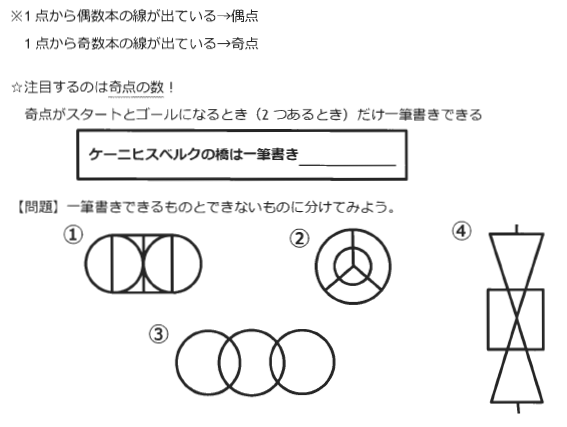 ※1点から偶数本の線が出ている→偶点
1点から奇数本の線が出ている→奇点
☆注目するのは奇点の数！
奇点がスタートとゴールになるとき（2つあるとき）だけ一筆書きできる
ケーニヒスベルクの橋は一筆書き＿＿＿＿＿＿
【問題】一筆書きできるものとできないものに分けてみよう。
① ② ④
③